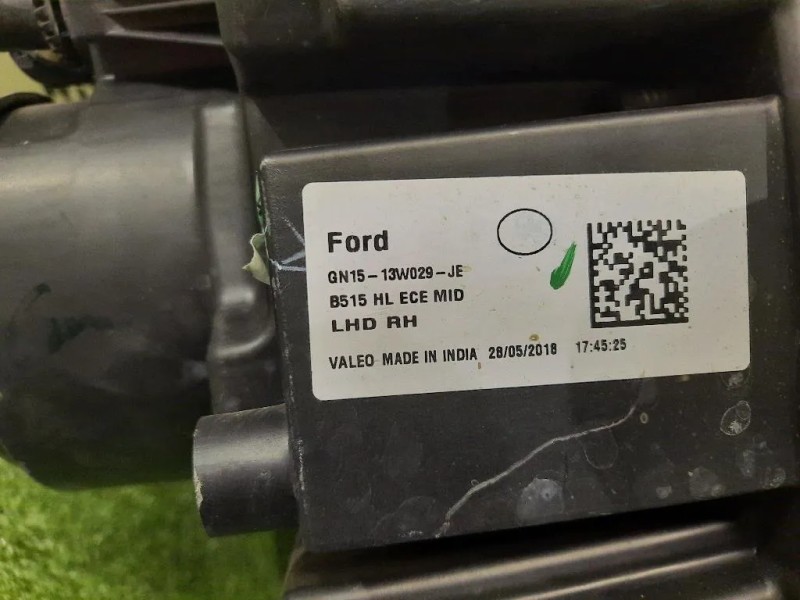 Ford
GN15-13W029-JE
B515 HL ECE MID
LHD RH
VALEO MADE IN INDIA 28/05/2018 17:45:25